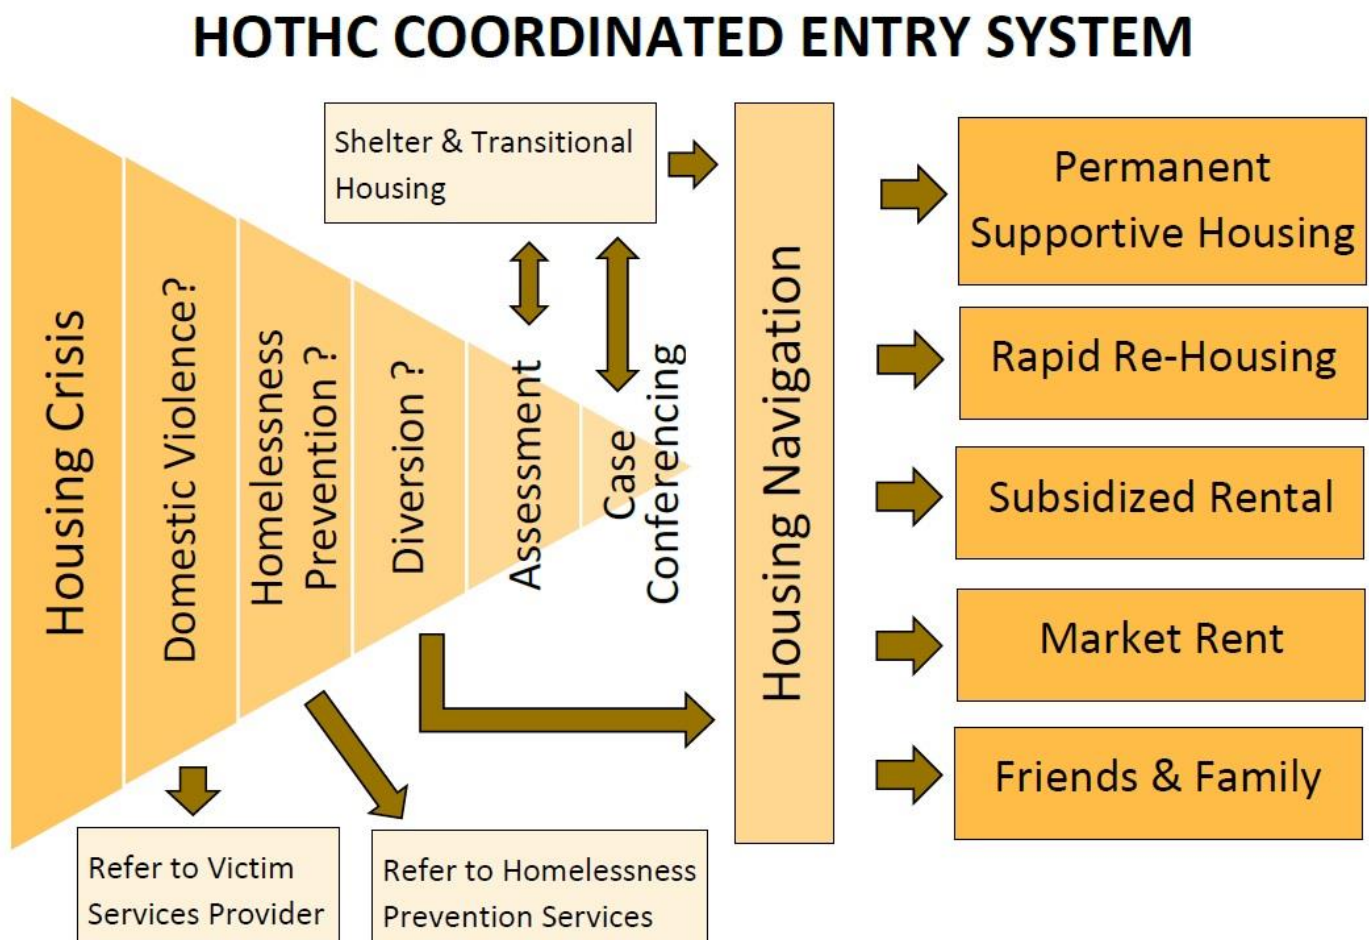 HOTHC COORDINATED ENTRY SYSTEM
Shelter & Transitional
Housing
Housing Crisis
Domestic Violence?
Homelessness
Prevention ?
Diversion ?
Assessment
Case
Conferencing
Housing Navigation
Permanent
Supportive Housing
Rapid Re-Housing
Subsidized Rental
Market Rent
Friends & Family
Refer to Victim
Services Provider
Refer to Homelessness
Prevention Services